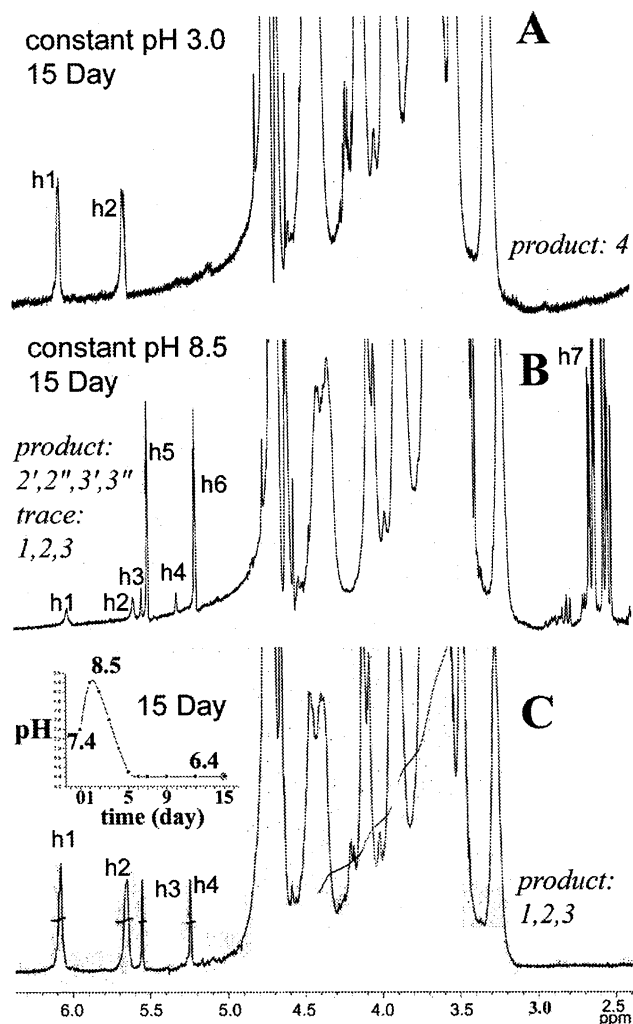 constant pH 3.0
15 Day
A
h1
h2
product: 4
constant pH 8.5
15 Day
B
h7
product:
2',2",3',3"
trace:
1,2,3
h5
h6
h3
h4
h1
h2
8.5
15 Day
C
pH
7.4
6.4
01 5 9 12 15
time (day)
h1
h2
h3
h4
product:
1,2,3
6.0 5.5 5.0 4.5 4.0 3.5 3.0 2.5
ppm